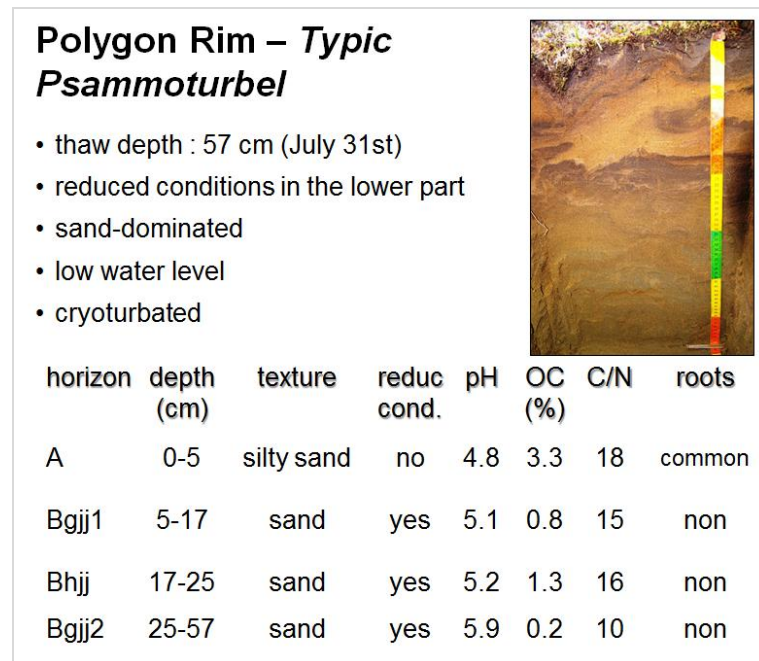 Polygon Rim – Typic
Psammoturbel
• thaw depth : 57 cm (July 31st)
• reduced conditions in the lower part
• sand-dominated
• low water level
• cryoturbated
horizon depth texture reduc pH OC C/N roots
(cm) cond. (%)
A 0-5 silty sand no 4.8 3.3 18 common
Bgjj1 5-17 sand yes 5.1 0.8 15 non
Bhjj 17-25 sand yes 5.2 1.3 16 non
Bgjj2 25-57 sand yes 5.9 0.2 10 non